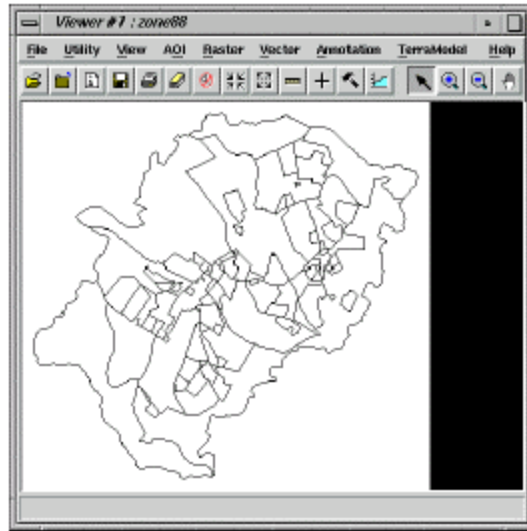 Viewer #1 : zone88
File Utility View AOI Raster Vector Annotation TerraModel Help